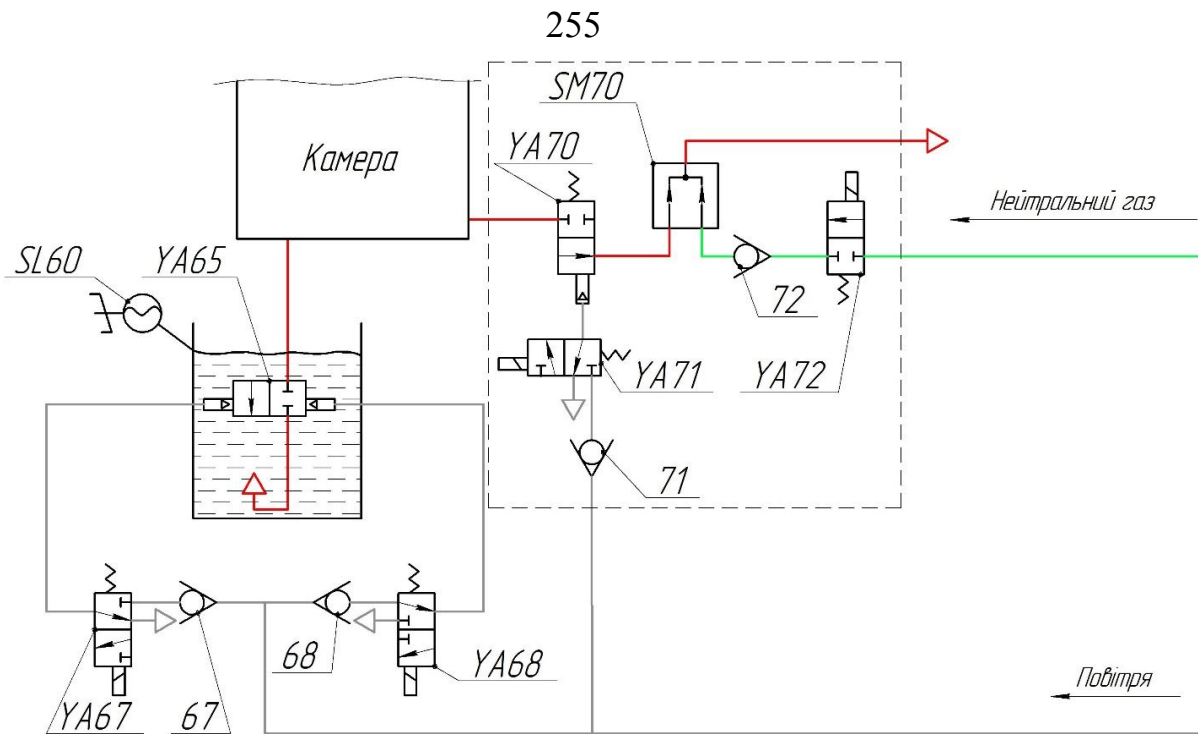 255
SM70
YA70
Камера
Нейтральний газ
SL60
YA65
72
YA71
YA72
71
68
YA68
Повітря
YA67
67